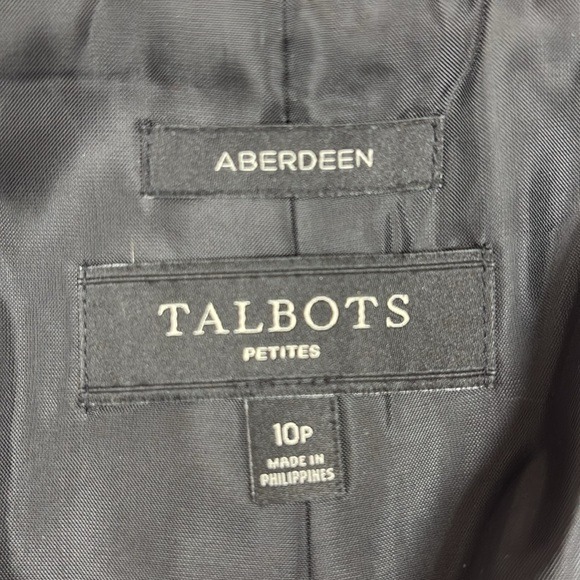 ABERDEEN
TALBOTS
PETITES
10P
MADE IN
PHILIPPINES